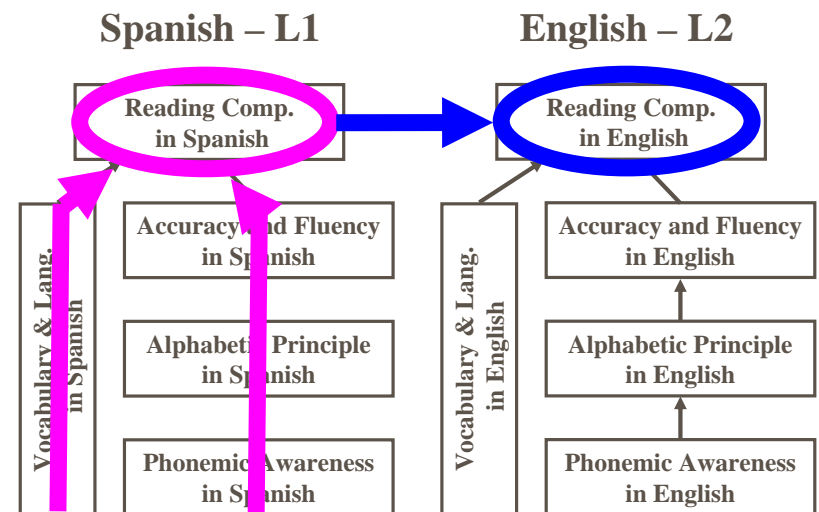 Spanish – L1
English – L2
Reading Comp.
in Spanish
Reading Comp.
in English
Vocabulary & Lang.
in Spanish
Accuracy and Fluency
in Spanish
Vocabulary & Lang.
in English
Accuracy and Fluency
in English
Alphabetic Principle
in Spanish
Alphabetic Principle
in English
Phonemic Awareness
in Spanish
Phonemic Awareness
in English